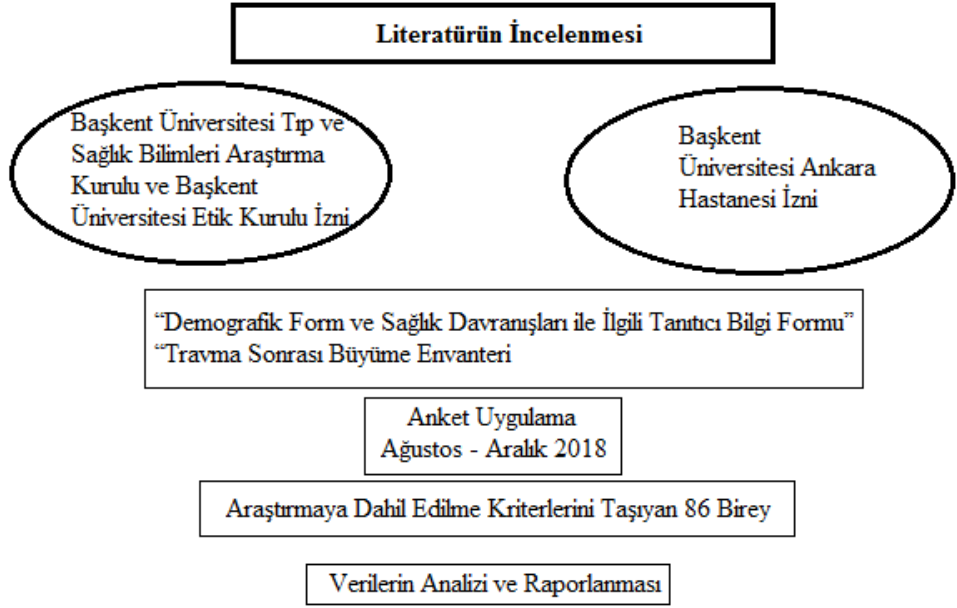 Literatürün İncelenmesi
Başkent Üniversitesi Tıp ve
Sağlık Bilimleri Araştırma
Kurulu ve Başkent
Üniversitesi Etik Kurulu İzni
Başkent
Üniversitesi Ankara
Hastanesi İzni
“Demografik Form ve Sağlık Davranışları ile İlgili Tanıtıcı Bilgi Formu”
“Travma Sonrası Büyüme Envanteri
Anket Uygulama
Ağustos - Aralık 2018
Araştırmaya Dahil Edilme Kriterlerini Taşıyan 86 Birey
Verilerin Analizi ve Raporlanması